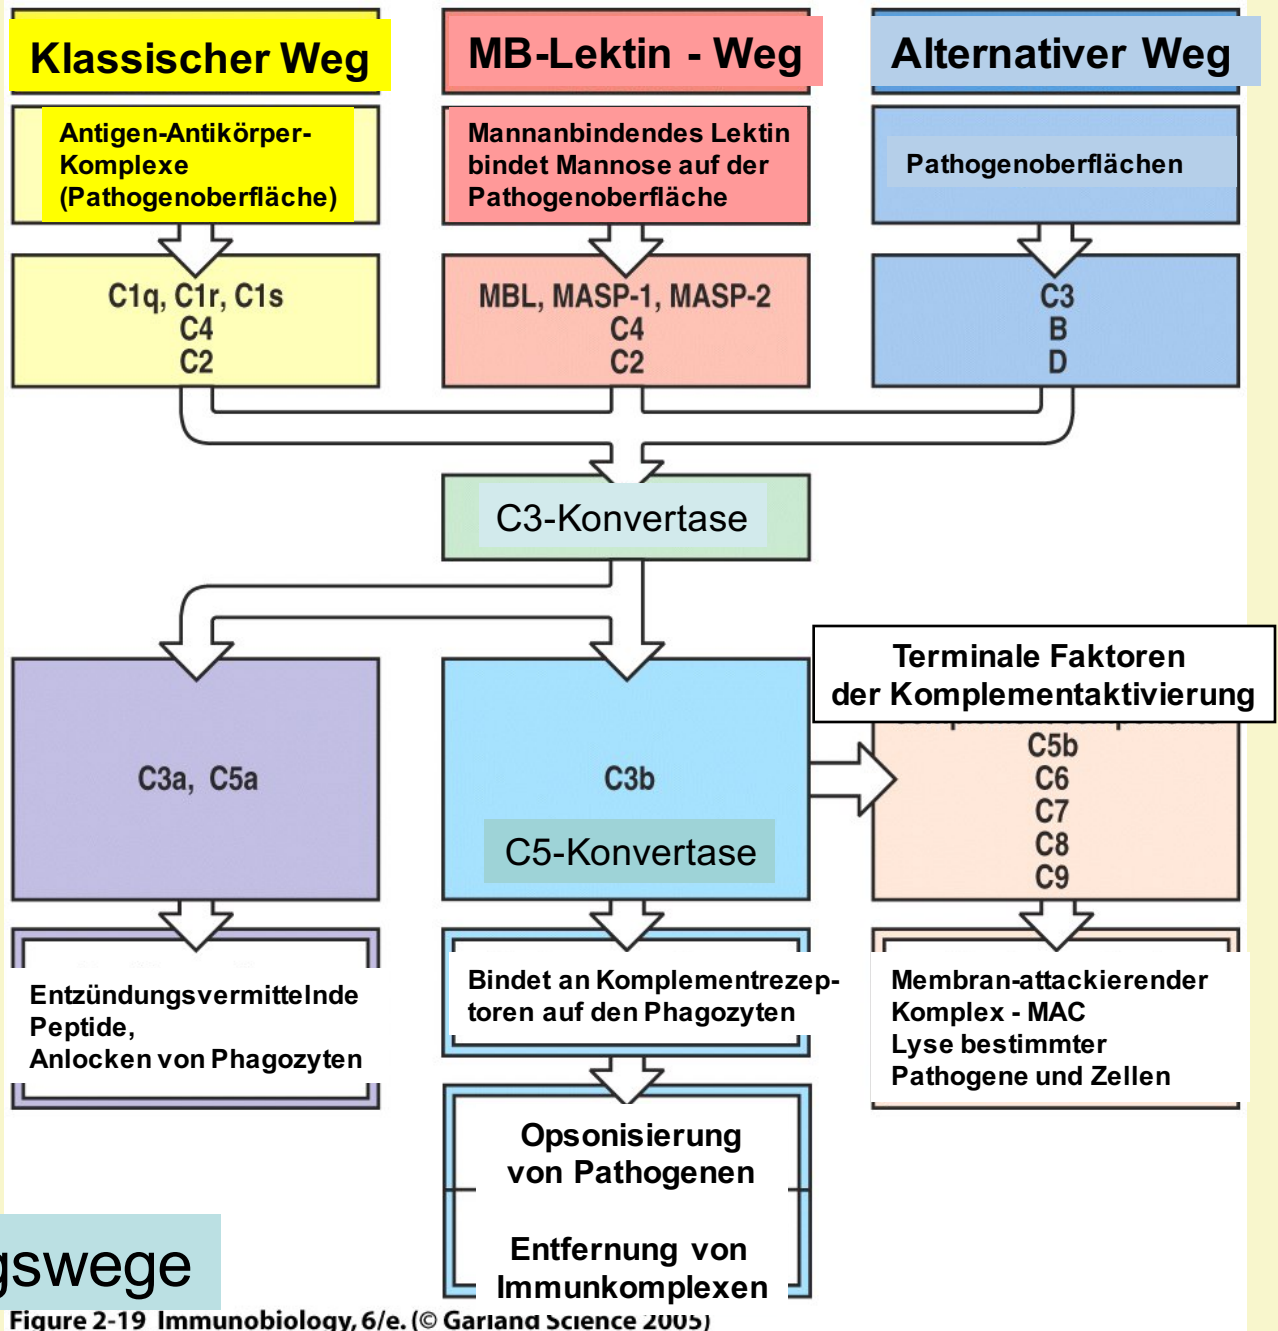 Klassischer Weg
MB-Lektin - Weg
Alternativer Weg
Antigen-Antikörper-
Komplexe
(Pathogenoberfläche)
Mannanbindendes Lektin
bindet Mannose auf der
Pathogenoberfläche
Pathogenoberflächen
C1q, C1r, C1s
C4
C2
MBL, MASP-1, MASP-2
C4
C2
C3
B
D
C3-Konvertase
C3a, C5a
C3b
C5-Konvertase
Terminale Faktoren
der Komplementaktivierung
C5b
C6
C7
C8
C9
Entzündungsvermittelnde
Peptide,
Anlocken von Phagozyten
Bindet an Komplementrezep-
toren auf den Phagozyten
Membran-attackierender
Komplex - MAC
Lyse bestimmter
Pathogene und Zellen
Opsonisierung
von Pathogenen
Entfernung von
Immunkomplexen
gswege
Figure 2-19 Immunobiology, 6/e. (© Garland Science 2005)